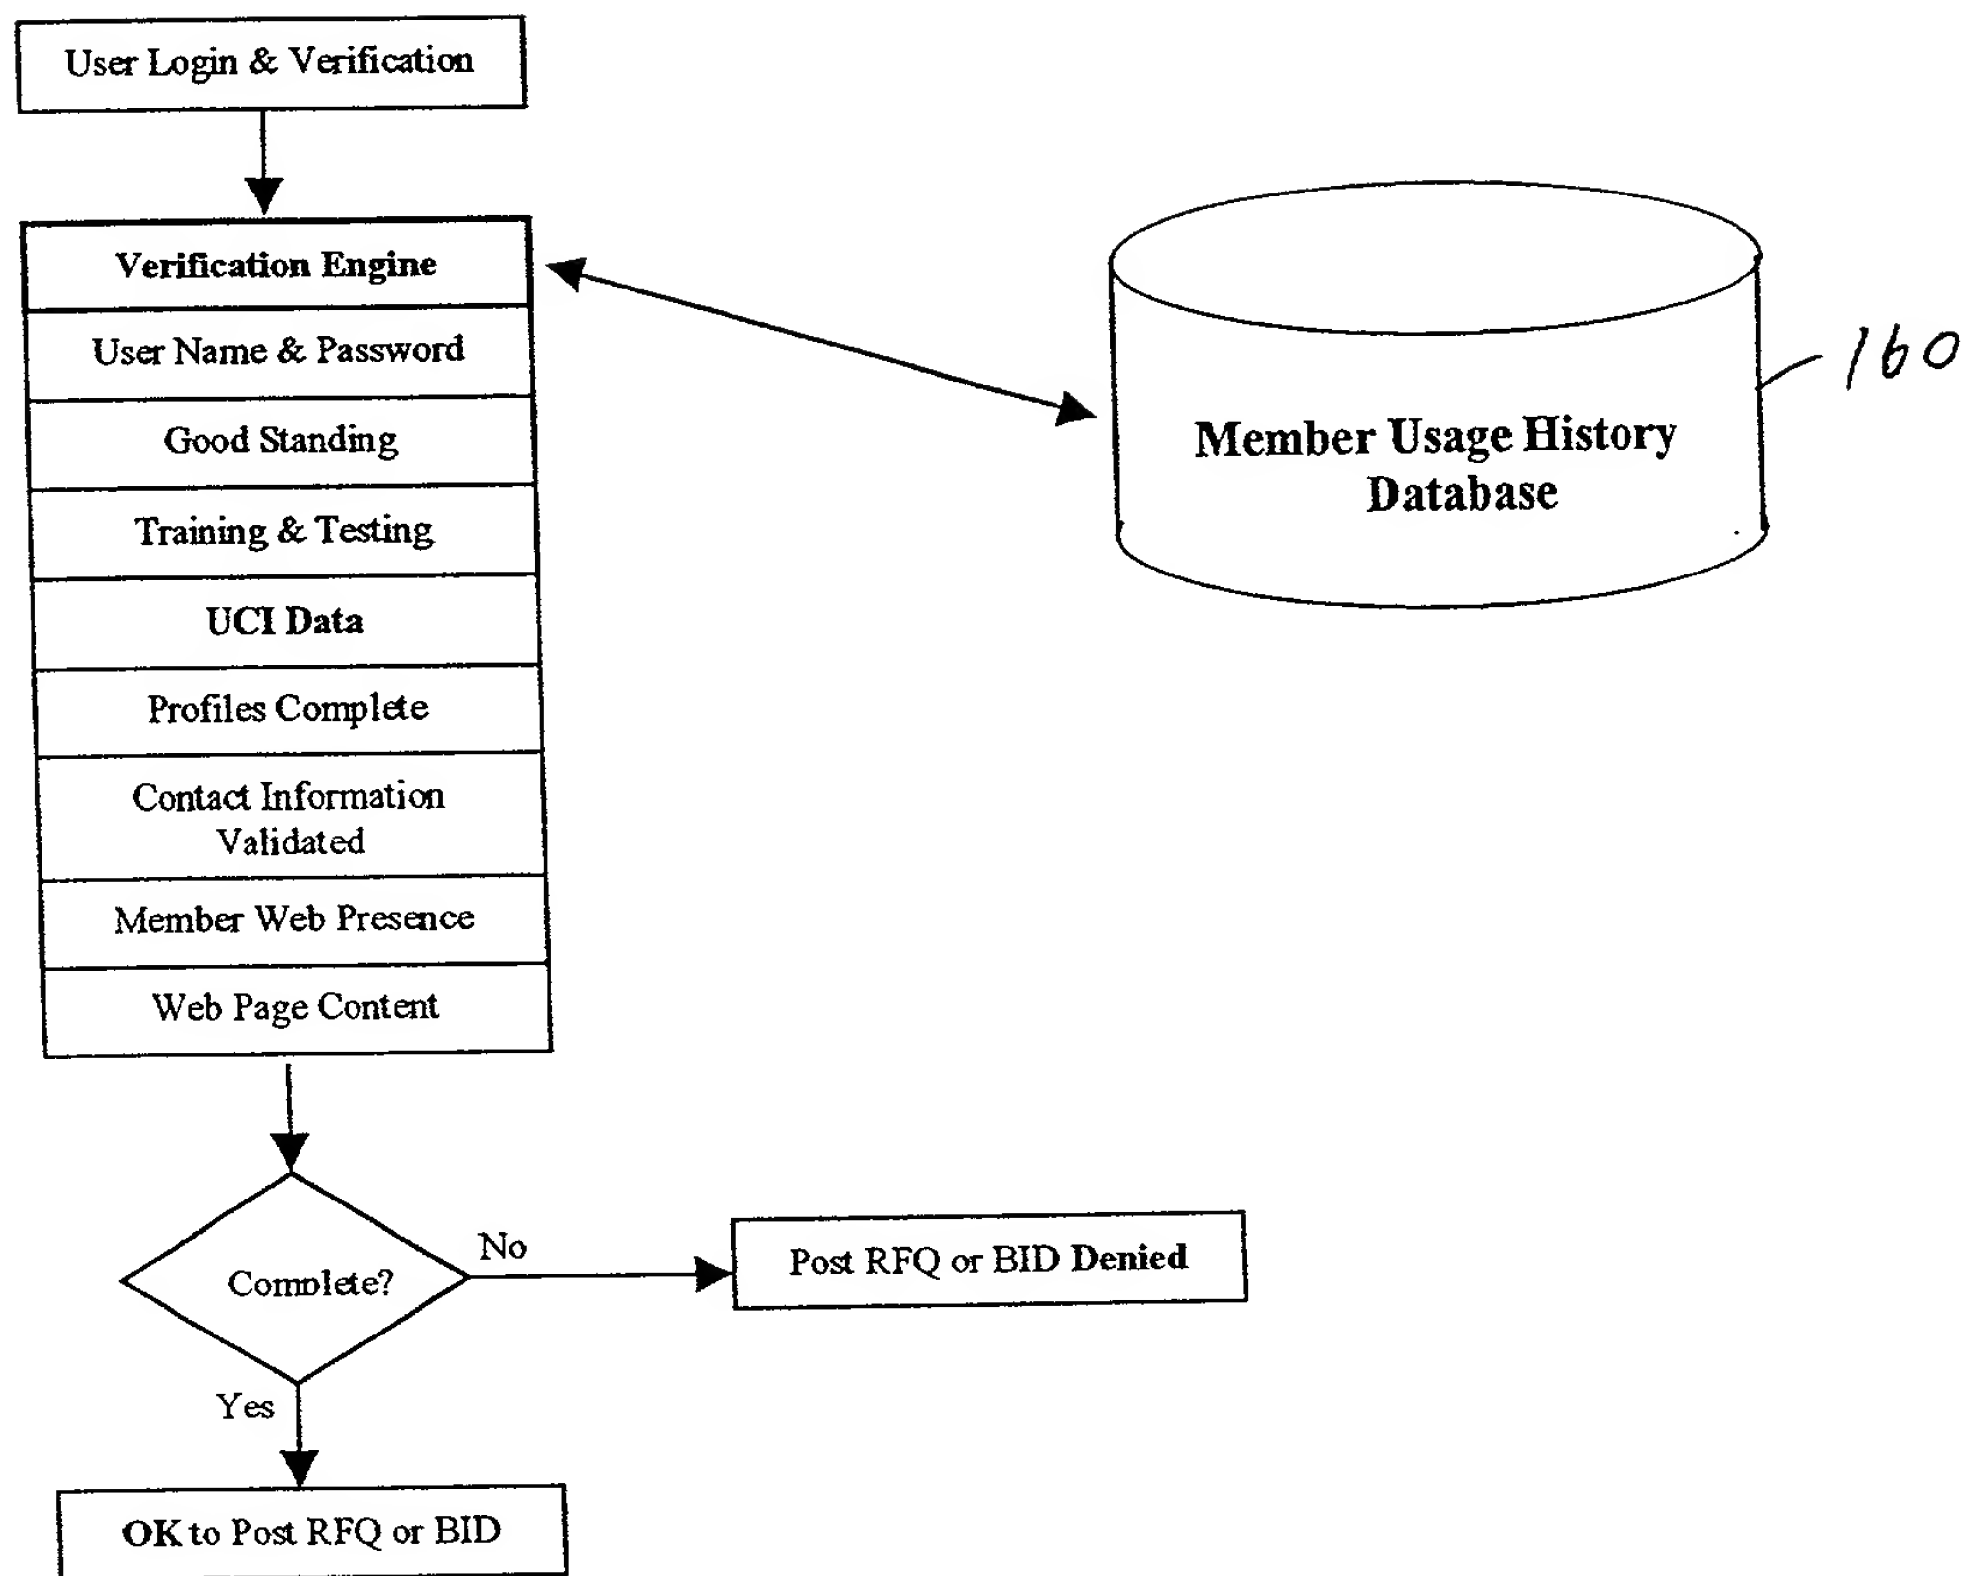 User Login & Verification
Verification Engine
User Name & Password
Good Standing
Training & Testing
UCI Data
Profiles Complete
Contact Information
Validated
Member Web Presence
Web Page Content
Member Usage History
Database
160
Complete?
No
Post RFQ or BID Denied
Yes
OK to Post RFQ or BID